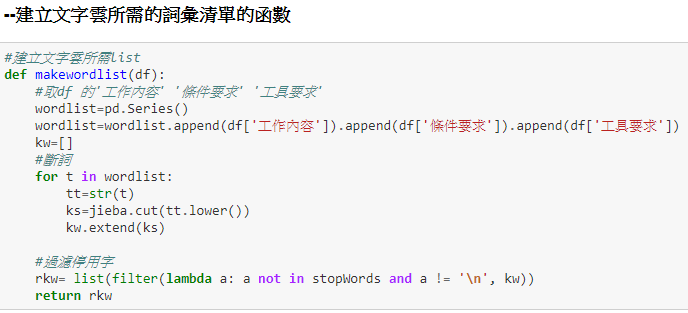 --建立文字雲所需的詞彙清單的函數
#建立文字雲所需list
def makewordlist(df):
    #取df 的'工作內容' '條件要求' '工具要求'
    wordlist=pd.Series()
    wordlist=wordlist.append(df['工作內容']).append(df['條件要求']).append(df['工具要求'])
    kw=[]
    #斷詞
    for t in wordlist:
        tt=str(t)
        ks=jieba.cut(tt.lower())
        kw.extend(ks)
    #過濾停用字
    rkw= list(filter(lambda a: a not in stopWords and a != '\n', kw))
    return rkw